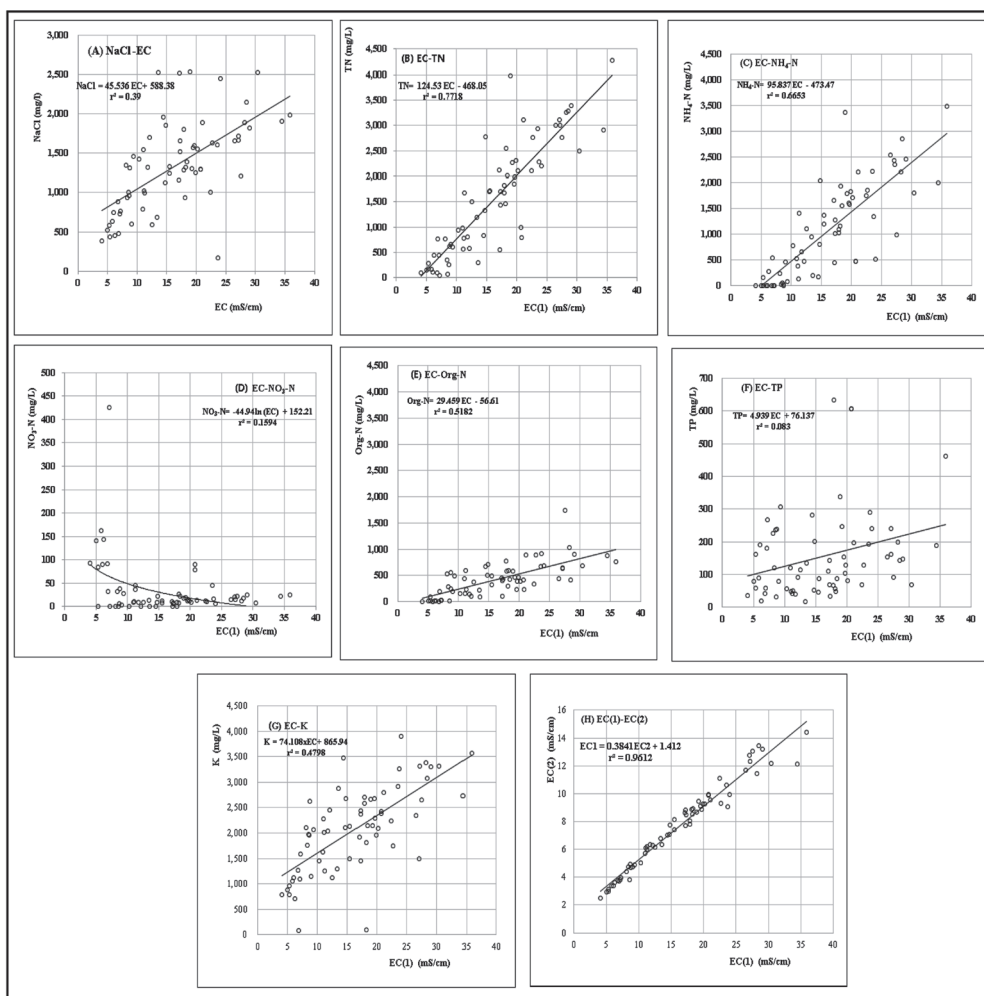 (A) NaCl-EC
NaCl = 45.536 EC+ 588.38
r² = 0.39
NaCl (mg/l)
3,000
2,500
2,000
1,500
1,000
500
0
0 5 10 15 20 25 30 35 40
EC (mS/cm)
(B) EC-TN
TN= 124.53 EC - 468.05
r² = 0.7718
TN (mg/L)
4,500
4,000
3,500
3,000
2,500
2,000
1,500
1,000
500
0
0 5 10 15 20 25 30 35 40
EC(1) (mS/cm)
(C) EC-NH₄-N
NH₄-N= 95.837 EC - 473.47
r² = 0.6653
NH₄-N (mg/L)
4,500
4,000
3,500
3,000
2,500
2,000
1,500
1,000
500
0
0 5 10 15 20 25 30 35 40
EC(1) (mS/cm)
(D) EC-NO₃-N
NO₃-N= -44.94ln (EC) + 152.21
r² = 0.1594
NO₃-N (mg/L)
500
450
400
350
300
250
200
150
100
50
0
0 5 10 15 20 25 30 35 40
EC(1) (mS/cm)
(E) EC-Org-N
Org-N= 29.459 EC - 56.61
r² = 0.5182
Org-N (mg/L)
4,500
4,000
3,500
3,000
2,500
2,000
1,500
1,000
500
0
0 5 10 15 20 25 30 35 40
EC(1) (mS/cm
(F) EC-TP
TP= 4.939 EC + 76.137
r² = 0.083
TP (mg/L)
700
600
500
400
300
200
100
0
0 5 10 15 20 25 30 35 40
EC(1) (mS/cm)
(G) EC-K
K = 74.108xEC+ 865.94
r² = 0.4798
K (mg/L)
4,500
4,000
3,500
3,000
2,500
2,000
1,500
1,000
500
0
0 5 10 15 20 25 30 35 40
EC(1) (mS/cm)
(H) EC(1)-EC(2)
EC1 = 0.3841EC2 + 1.412
r² = 0.9612
EC(2) (mS/cm)
16
14
12
10
8
6
4
2
0
0 5 10 15 20 25 30 35 40
EC(1) (mS/cm)